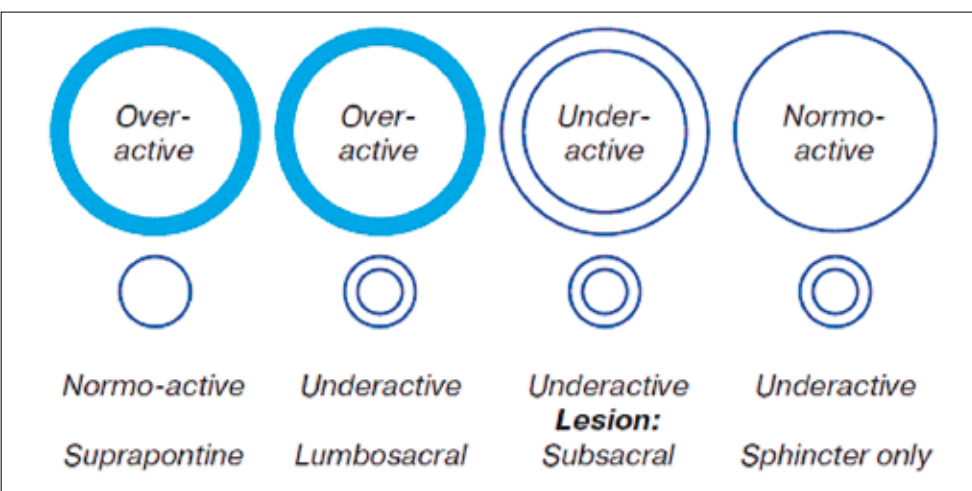 Over-
active
Over-
active
Under-
active
Normo-
active
Normo-active
Underactive
Underactive
Underactive
Lesion:
Suprapontine
Lumbosacral
Subsacral
Sphincter only